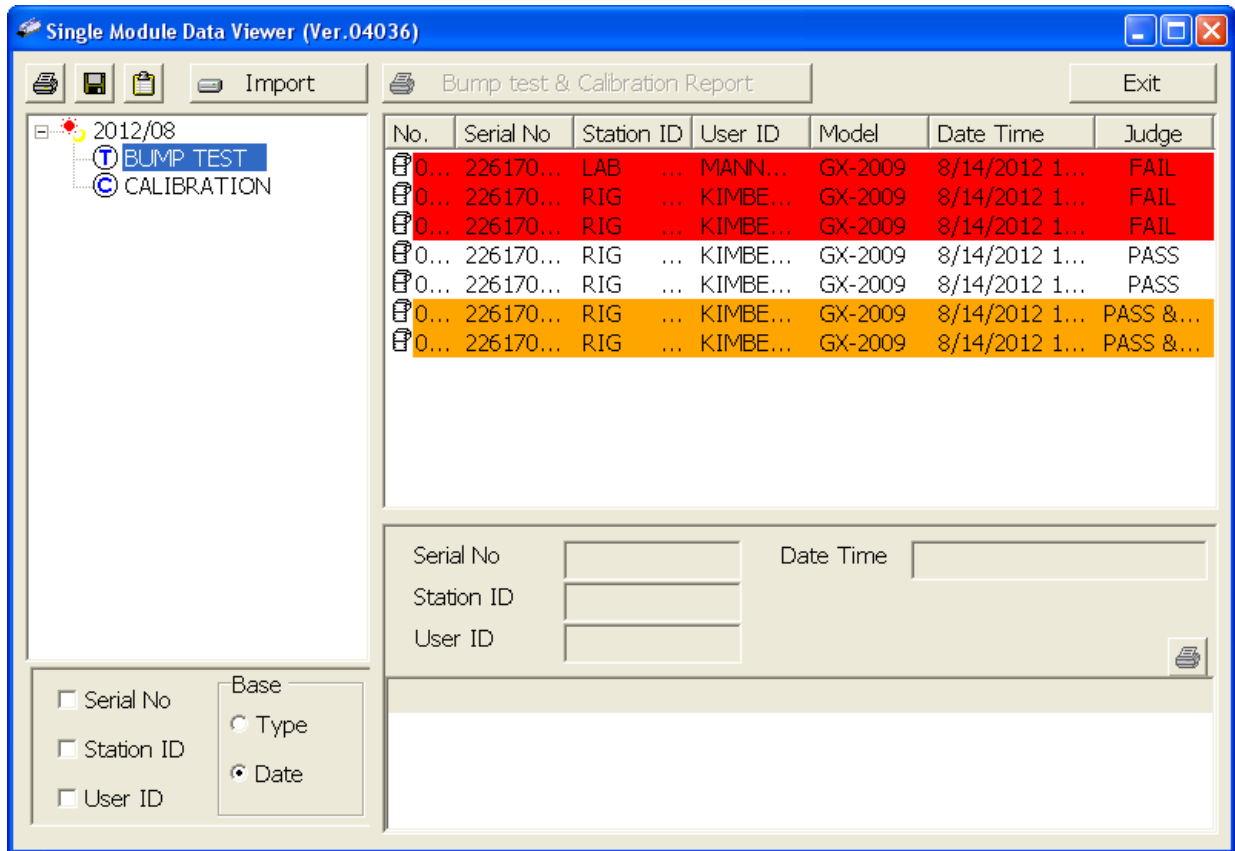 Single Module Data Viewer (Ver.04036)
Import
Bump test & Calibration Report
Exit
2012/08
T BUMP TEST
C CALIBRATION
No. Serial No Station ID User ID Model Date Time Judge
0... 226170... LAB ... MANN... GX-2009 8/14/2012 1... FAIL
0... 226170... RIG ... KIMBE... GX-2009 8/14/2012 1... FAIL
0... 226170... RIG ... KIMBE... GX-2009 8/14/2012 1... FAIL
0... 226170... RIG ... KIMBE... GX-2009 8/14/2012 1... PASS
0... 226170... RIG ... KIMBE... GX-2009 8/14/2012 1... PASS
0... 226170... RIG ... KIMBE... GX-2009 8/14/2012 1... PASS &...
0... 226170... RIG ... KIMBE... GX-2009 8/14/2012 1... PASS &...
Serial No Date Time
Station ID
User ID
Serial No
Station ID
User ID
Base
Type
Date